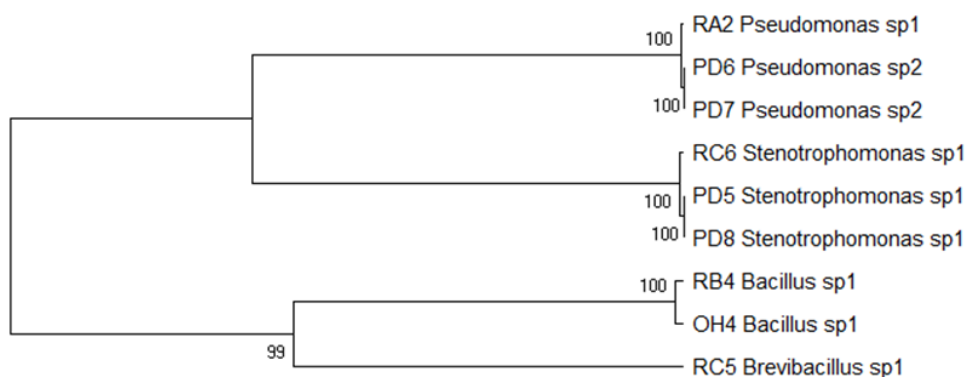 100
RA2 Pseudomonas sp1
PD6 Pseudomonas sp2
100
PD7 Pseudomonas sp2
RC6 Stenotrophomonas sp1
100
PD5 Stenotrophomonas sp1
100
PD8 Stenotrophomonas sp1
100
RB4 Bacillus sp1
OH4 Bacillus sp1
99
RC5 Brevibacillus sp1